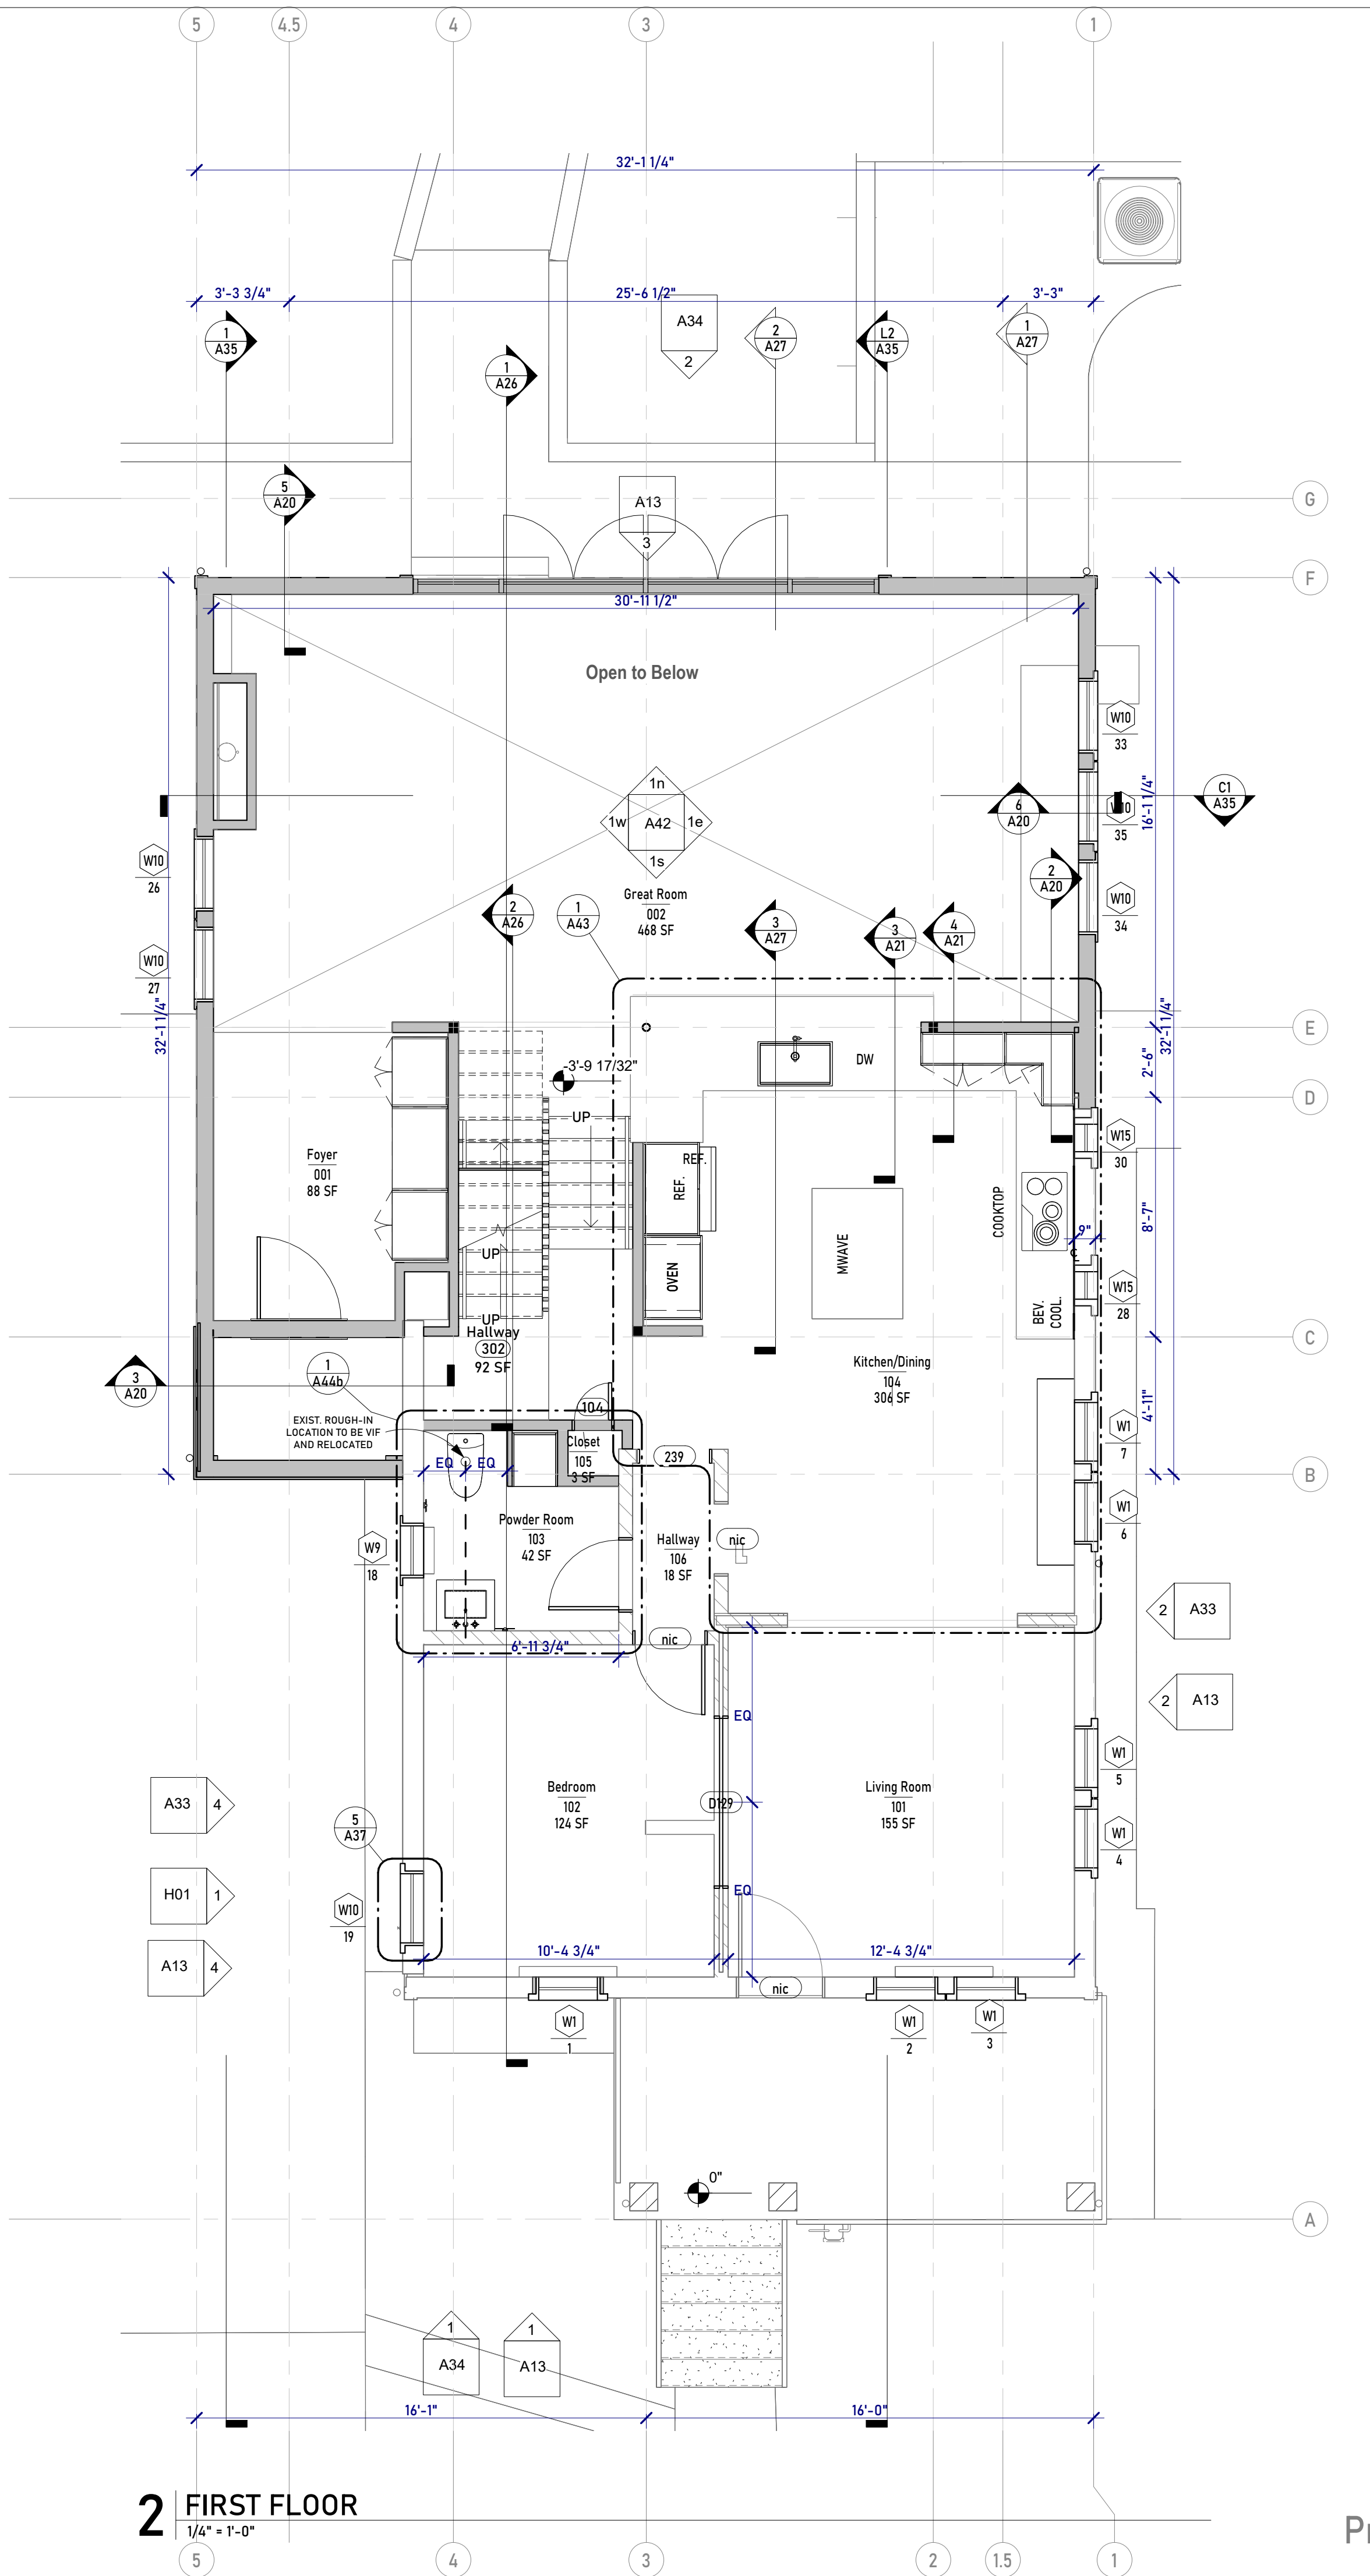 5
4.5
4
3
1
32'-1 1/4"
3'-3 3/4"
25'-6 1/2"
3'-3"
1
A35
1
A26
A34
2
2
A27
L2
A35
1
A27
5
A20
A13
3
G
F
30'-11 1/2"
Open to Below
W10
33
1n
1w
A42
1e
1s
6
A20
W10
35
16'-1 1/4"
C1
A35
W10
26
2
A20
W10
34
Great Room
002
468 SF
2
A26
1
A43
3
A27
3
A21
4
A21
W10
27
32'-1 1/4"
32'-1 1/4"
E
DW
-3'-9 17/32"
2'-6"
D
UP
Foyer
001
88 SF
REF.
REF.
W15
30
COOKTOP
8'-7"
9"
MWAVE
UP
OVEN
BEV.
COOL.
W15
28
UP
Hallway
302
92 SF
C
3
A20
1
A44b
Kitchen/Dining
104
306 SF
104
4'-11"
EXIST. ROUGH-IN
LOCATION TO BE VIF
AND RELOCATED
Closet
105
3 SF
239
W1
7
EQ
EQ
B
Powder Room
103
42 SF
W1
6
W9
18
Hallway
106
18 SF
nic
2
A33
6'-11 3/4"
nic
2
A13
EQ
W1
5
Bedroom
102
124 SF
D129
Living Room
101
155 SF
A33
4
5
A37
W1
4
H01
1
EQ
W10
19
10'-4 3/4"
12'-4 3/4"
A13
4
nic
W1
1
W1
2
W1
3
0"
A
1
A34
1
A13
16'-1"
16'-0"
2
FIRST FLOOR
1/4" = 1'-0"
5
4
3
2
1.5
1